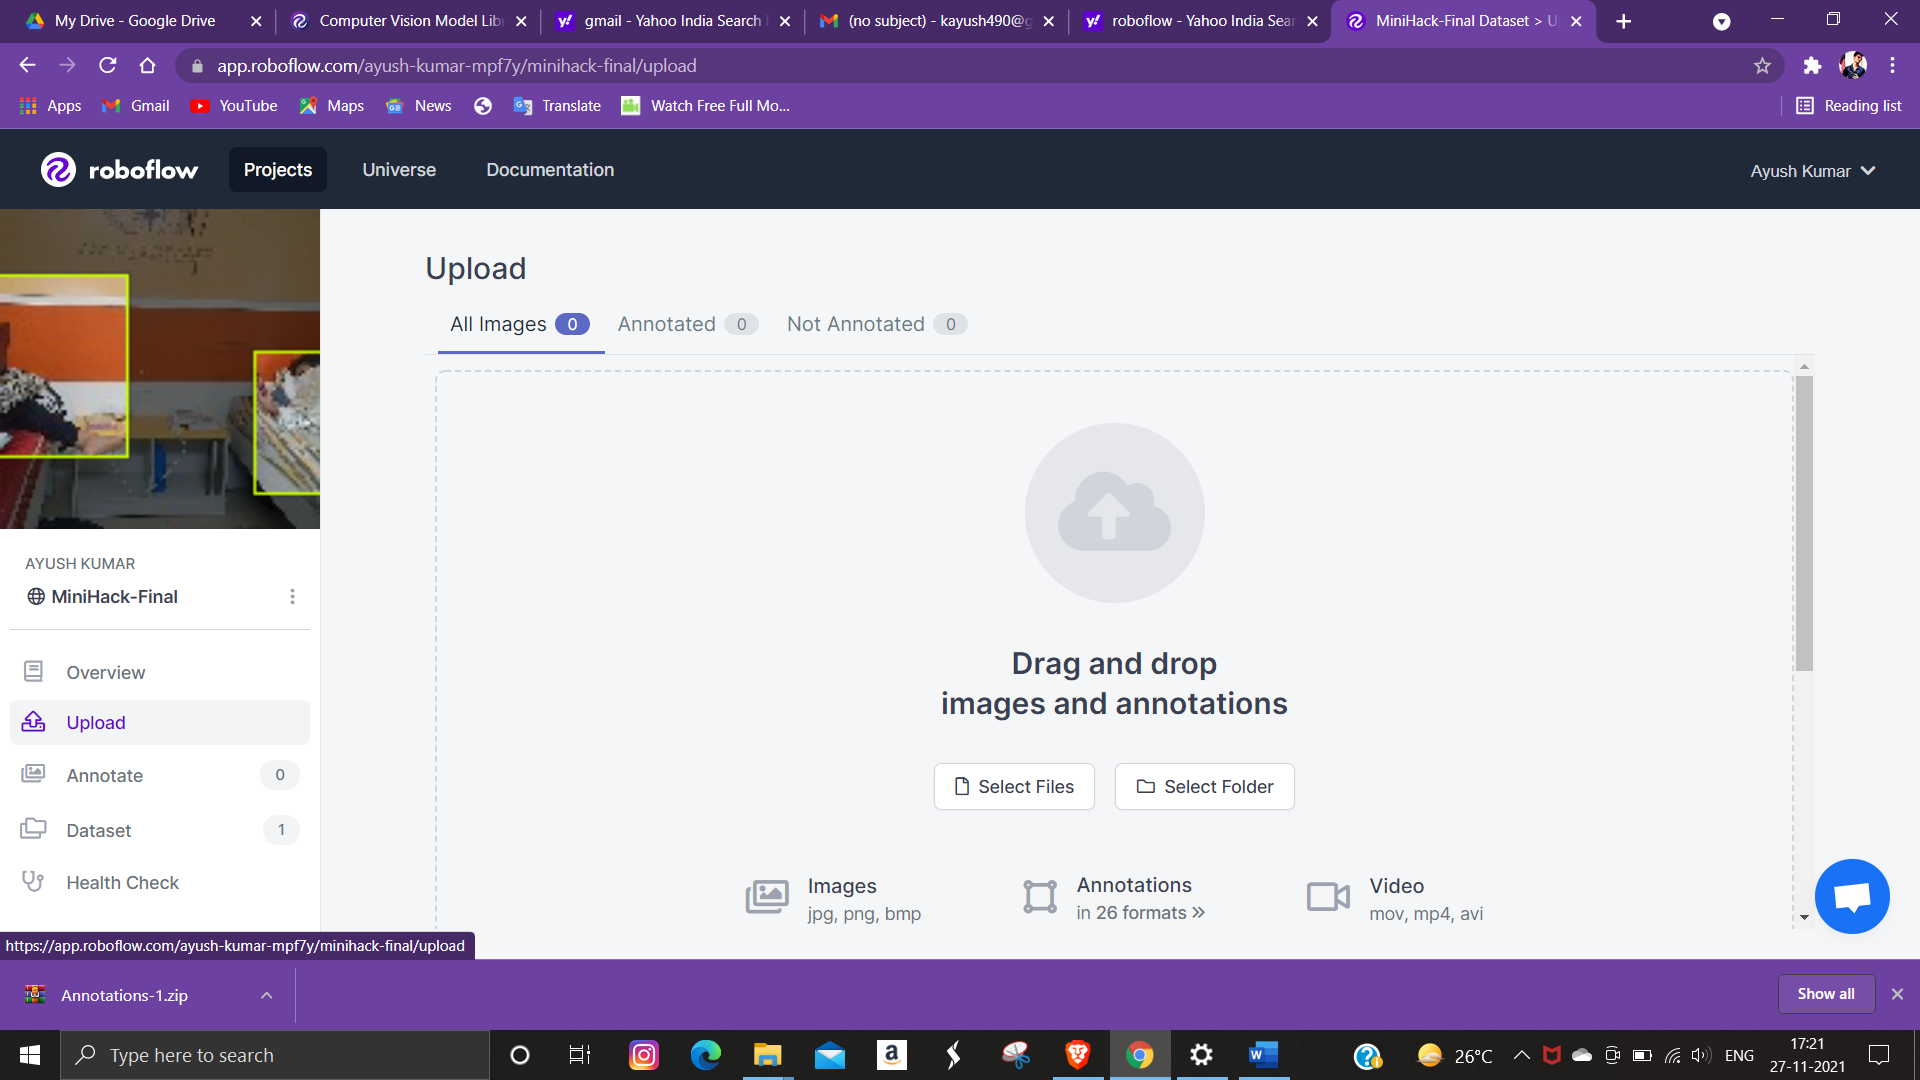 My Drive - Google Drive
Computer Vision Model Lib
gmail - Yahoo India Search
(no subject) - kayush490@g
roboflow - Yahoo India Sear
MiniHack-Final Dataset > U
app.roboflow.com/ayush-kumar-mpf7y/minihack-final/upload
Apps Gmail YouTube Maps News Translate Watch Free Full Mo... Reading list
roboflow Projects Universe Documentation Ayush Kumar
Upload
All Images 0 Annotated 0 Not Annotated 0
Drag and drop
images and annotations
Select Files Select Folder
Images
jpg, png, bmp
Annotations
in 26 formats »
Video
mov, mp4, avi
AYUSH KUMAR
MiniHack-Final
Overview
Upload
Annotate 0
Dataset 1
Health Check
https://app.roboflow.com/ayush-kumar-mpf7y/minihack-final/upload
Annotations-1.zip Show all
Type here to search
26°C ENG
17:21
27-11-2021